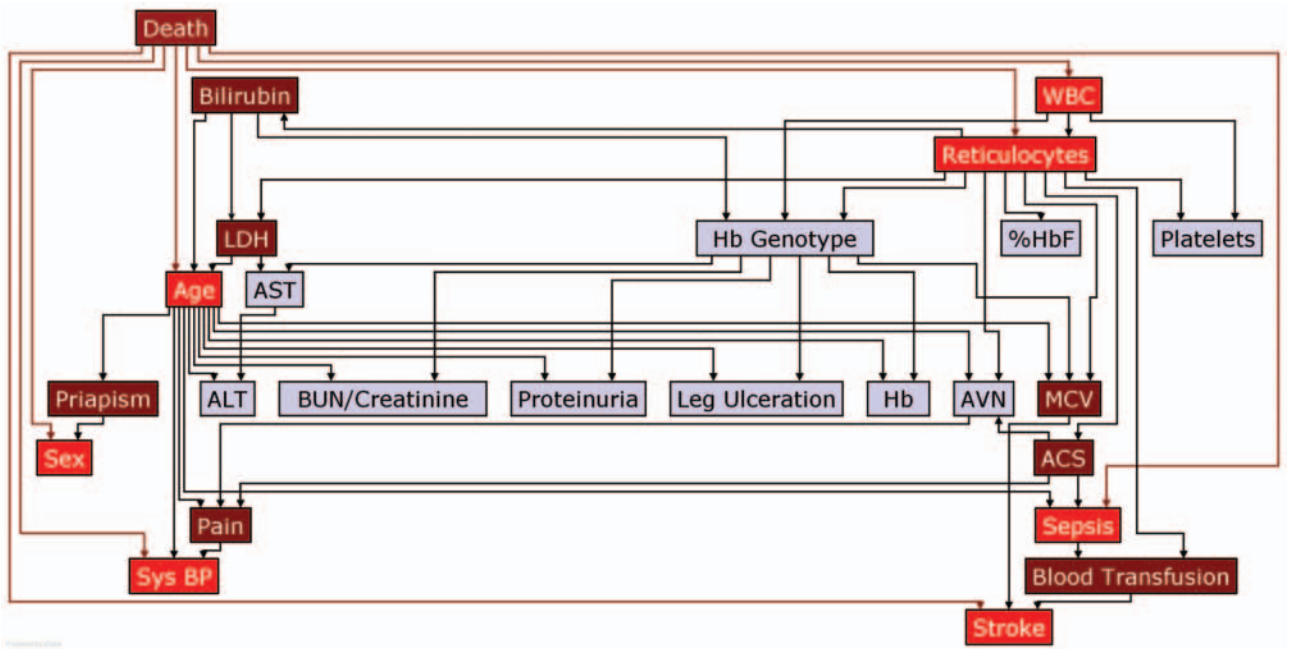 Death
Bilirubin
WBC
Reticulocytes
LDH
Hb Genotype
%HbF
Platelets
Age
AST
Priapism
ALT
BUN/Creatinine
Proteinuria
Leg Ulceration
Hb
AVN
MCV
Sex
ACS
Pain
Sepsis
Sys BP
Blood Transfusion
Stroke